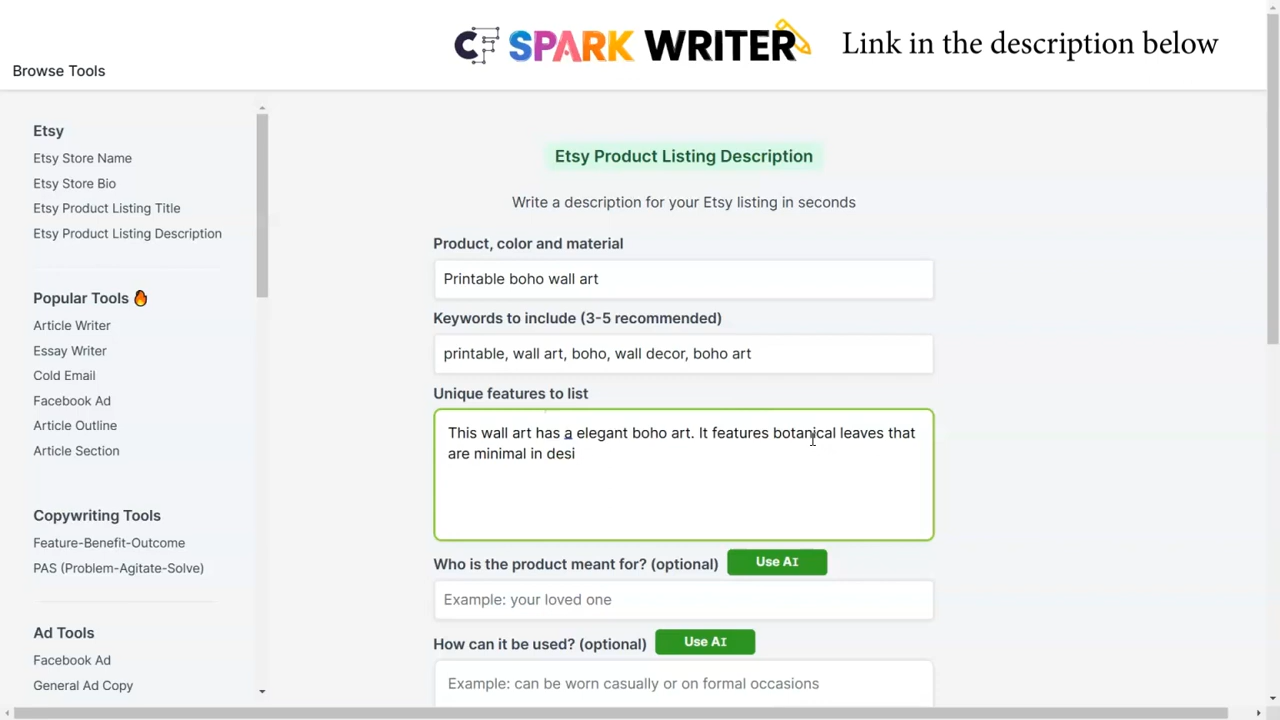 CF SPARK WRITER
Link in the description below
Browse Tools
Etsy
Etsy Store Name
Etsy Store Bio
Etsy Product Listing Title
Etsy Product Listing Description
Popular Tools
Article Writer
Essay Writer
Cold Email
Facebook Ad
Article Outline
Article Section
Copywriting Tools
Feature-Benefit-Outcome
PAS (Problem-Agitate-Solve)
Ad Tools
Facebook Ad
General Ad Copy
Etsy Product Listing Description
Write a description for your Etsy listing in seconds
Product, color and material
Printable boho wall art
Keywords to include (3-5 recommended)
printable, wall art, boho, wall decor, boho art
Unique features to list
This wall art has a elegant boho art. It features botanical leaves that
are minimal in desi
Who is the product meant for? (optional) Use AI
Example: your loved one
How can it be used? (optional) Use AI
Example: can be worn casually or on formal occasions